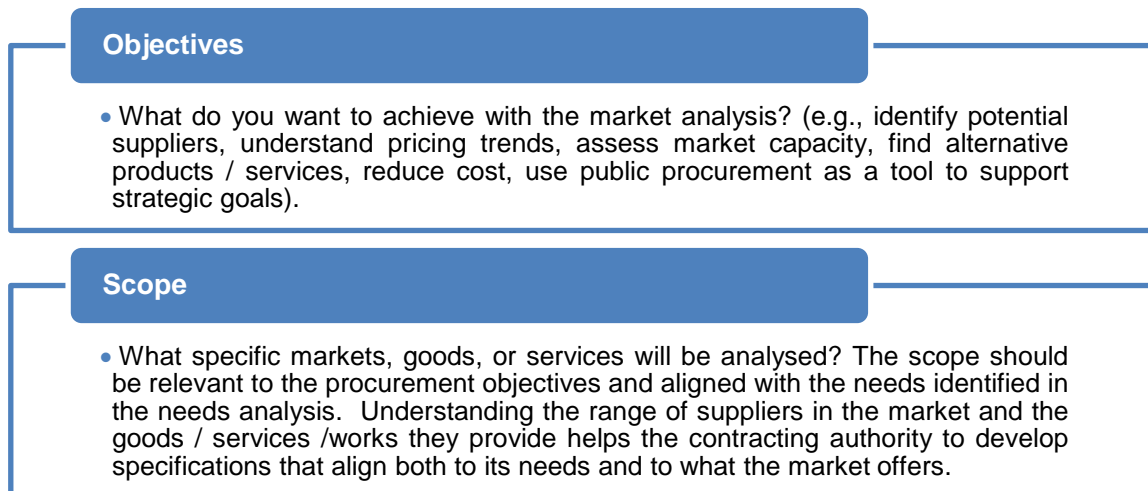 Objectives
• What do you want to achieve with the market analysis? (e.g., identify potential
suppliers, understand pricing trends, assess market capacity, find alternative
products / services, reduce cost, use public procurement as a tool to support
strategic goals).
Scope
• What specific markets, goods, or services will be analysed? The scope should
be relevant to the procurement objectives and aligned with the needs identified in
the needs analysis.  Understanding the range of suppliers in the market and the
goods / services /works they provide helps the contracting authority to develop
specifications that align both to its needs and to what the market offers.